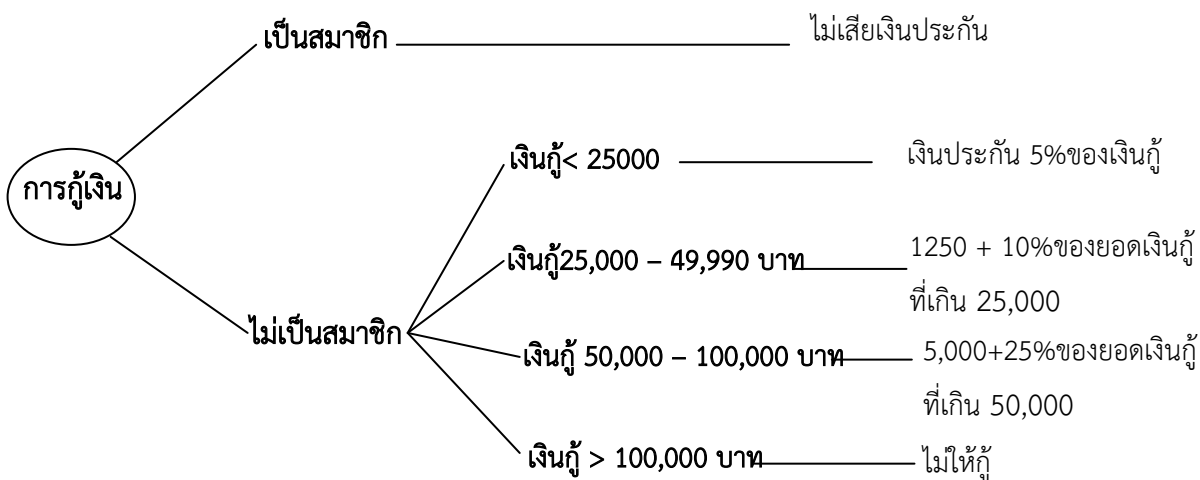 เป็นสมาชิก
ไม่เสียเงินประกัน
การกู้เงิน
เงินกู้< 25000
เงินประกัน 5%ของเงินกู้
เงินกู้25,000 – 49,990 บาท
1250 + 10%ของยอดเงินกู้
ที่เกิน 25,000
ไม่เป็นสมาชิก
เงินกู้ 50,000 – 100,000 บาท
5,000+25%ของยอดเงินกู้
ที่เกิน 50,000
เงินกู้ > 100,000 บาท
ไม่ให้กู้